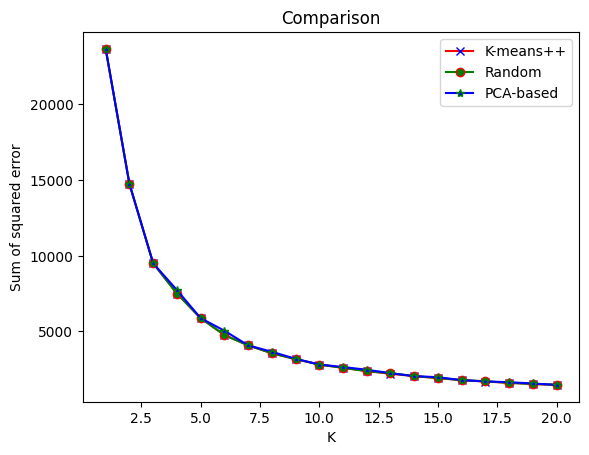 Comparison
K-means++
Random
PCA-based
Sum of squared error
20000
15000
10000
5000
2.5 5.0 7.5 10.0 12.5 15.0 17.5 20.0
K